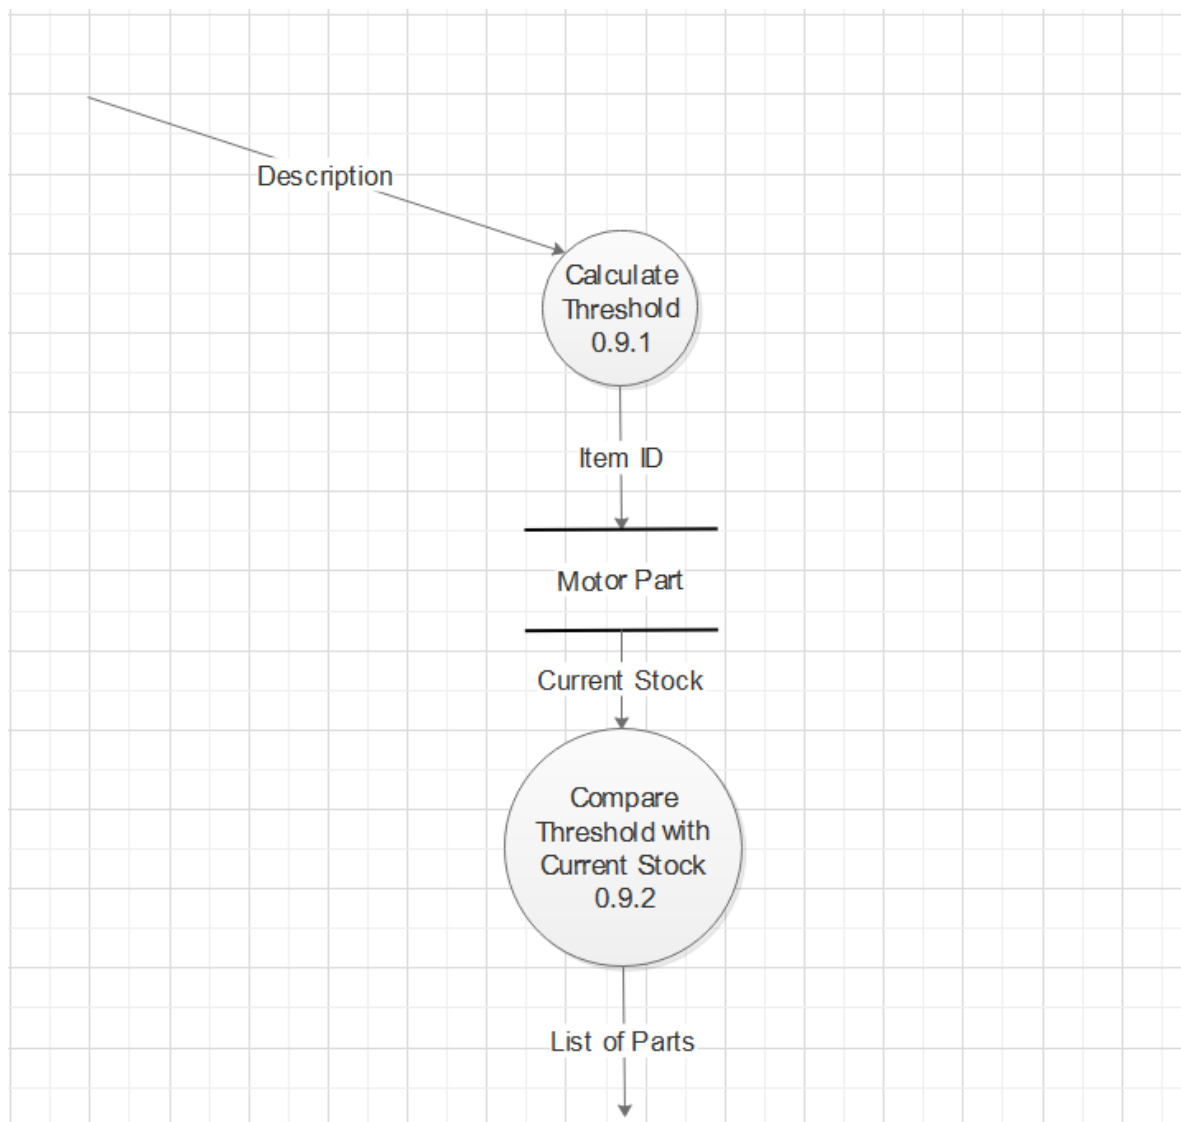 Description
Calculate
Threshold
0.9.1
Item ID
Motor Part
Current Stock
Compare
Threshold with
Current Stock
0.9.2
List of Parts